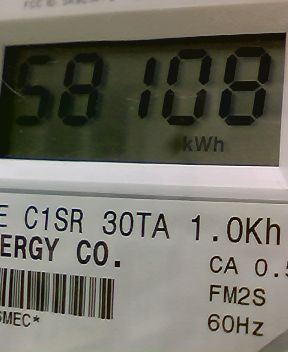 58108
kWh
E C1SR 30TA 1.0Kh
ERGY CO.
CA 0.5
FM2S
60Hz
SMEC*